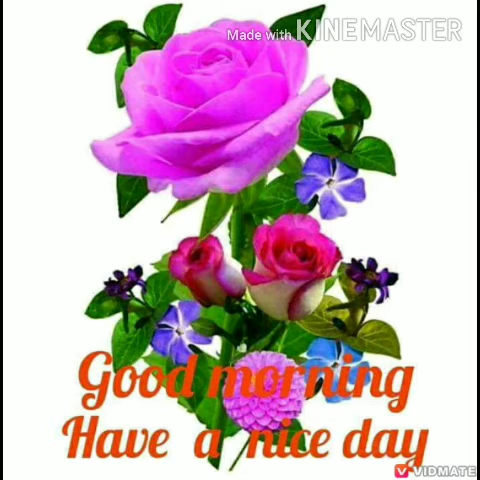 Made with KINEMASTER
Good morning
Have a nice day
VIDMATE